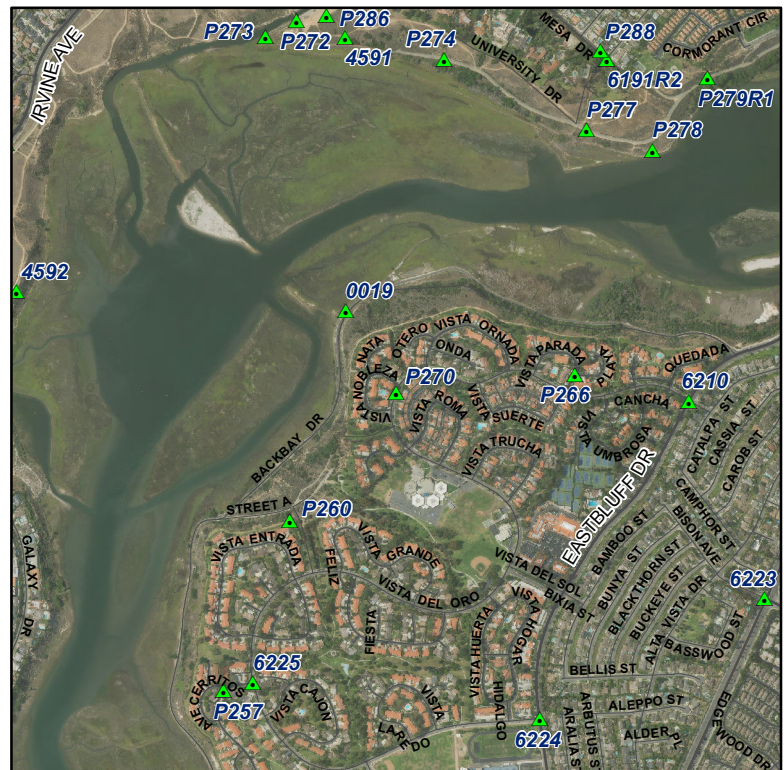 P286
P273
P272
4591
P274
MESA DR
P288
CORMORANT CIR
IRVINE AVE
UNIVERSITY DR
6191R2
P279R1
P277
P278
4592
0019
OTERO VISTA ORNADA
ONDA
VISTA NOB NATA
LEZA
VISTA PARADA
PLAYA
QUEDADA
P270
P266
6210
VISTA ROMA
VISTA SUERTE
CANCHA
VISTA UMBROSA
VIST
CATALPA ST
CASSIA ST
CAROB ST
VISTA TRUCHA
BACKBAY DR
EASTBLUFF DR
STREET A
P260
CAMPHOR ST
BISON AVE
VISTA ENTRADA
FELIZ
VISTA GRANDE
VISTA DEL SOL
BAMBOO ST
BUNYA ST
BLACKTHORN ST
BUCKEYE ST
GALAXY DR
VISTA DEL ORO
BIXIA ST
ALTA VISTA DR
6223
FIESTA
VISTA HUERTA
VISTA HOGAR
BASSWOOD ST
BELLIS ST
6225
AVE CERRITOS
P257
VISTA CAJON
VISTA
LAREDO
HIDALGO
6224
ARALIA ST
ARBUTUS ST
ALEPPO ST
ALDER PL
EDGEWOOD DR